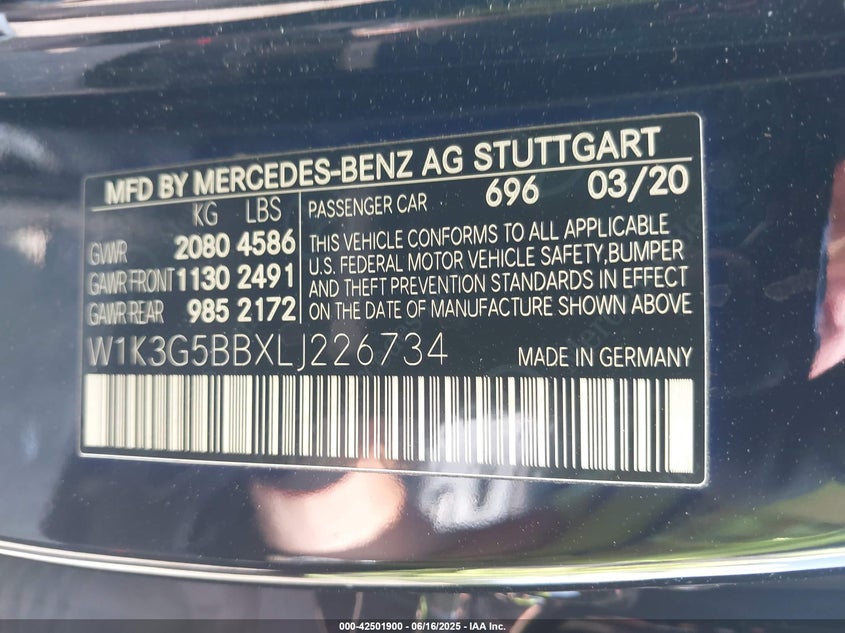 MFD BY MERCEDES-BENZ AG STUTTGART
KG LBS
GVWR 2080 4586
GAWR FRONT 1130 2491
GAWR REAR 985 2172
PASSENGER CAR 696 03/20
THIS VEHICLE CONFORMS TO ALL APPLICABLE
U.S. FEDERAL MOTOR VEHICLE SAFETY, BUMPER
AND THEFT PREVENTION STANDARDS IN EFFECT
ON THE DATE OF MANUFACTURE SHOWN ABOVE
W1K3G5BBXLJ226734 MADE IN GERMANY
000-42501900 - 06/16/2025 - IAA Inc.